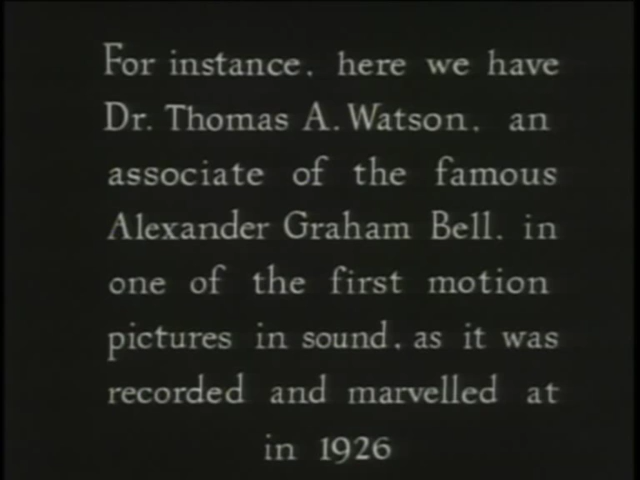 For instance, here we have
Dr. Thomas A. Watson, an
associate of the famous
Alexander Graham Bell, in
one of the first motion
pictures in sound, as it was
recorded and marvelled at
in 1926